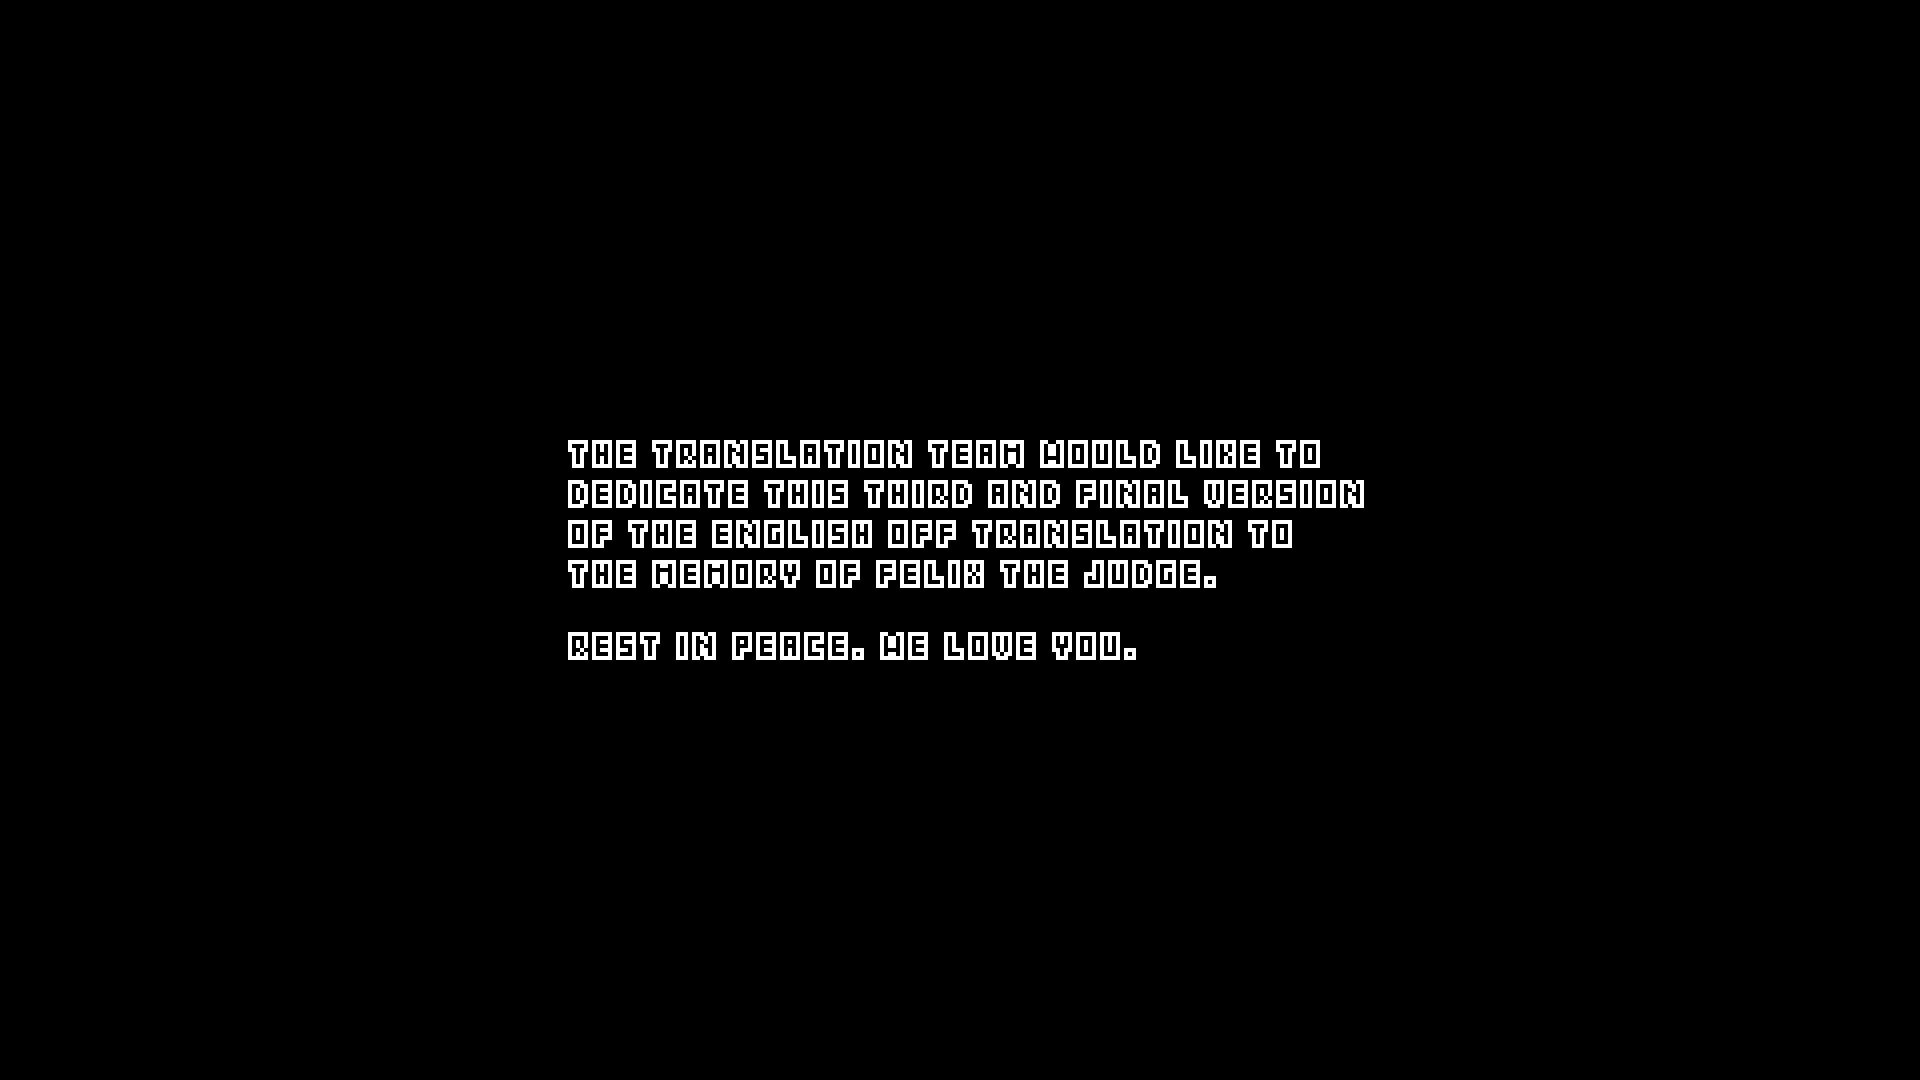 THE TRANSLATION TEAM WOULD LIKE TO
DEDICATE THIS THIRD AND FINAL VERSION
OF THE ENGLISH OFF TRANSLATION TO
THE MEMORY OF FELIX THE JUDGE.
REST IN PEACE. WE LOVE YOU.